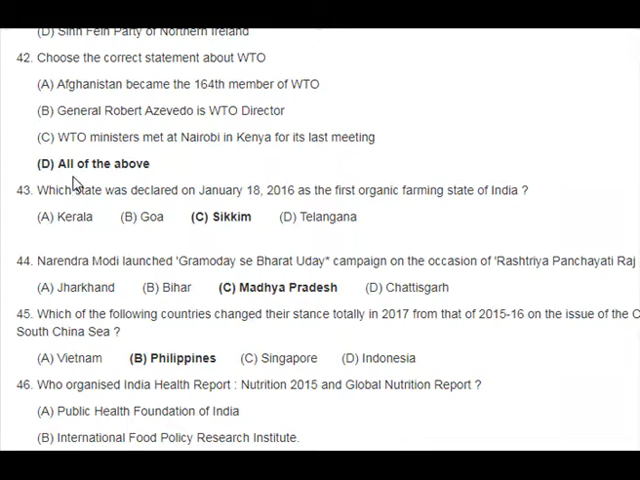 (D) Sinn Fein Party of Northern Ireland
42. Choose the correct statement about WTO
(A) Afghanistan became the 164th member of WTO
(B) General Robert Azevedo is WTO Director
(C) WTO ministers met at Nairobi in Kenya for its last meeting
(D) All of the above
43. Which state was declared on January 18, 2016 as the first organic farming state of India ?
(A) Kerala (B) Goa (C) Sikkim (D) Telangana
44. Narendra Modi launched 'Gramoday se Bharat Uday* campaign on the occasion of 'Rashtriya Panchayati Raj
(A) Jharkhand (B) Bihar (C) Madhya Pradesh (D) Chattisgarh
45. Which of the following countries changed their stance totally in 2017 from that of 2015-16 on the issue of the
South China Sea ?
(A) Vietnam (B) Philippines (C) Singapore (D) Indonesia
46. Who organised India Health Report : Nutrition 2015 and Global Nutrition Report ?
(A) Public Health Foundation of India
(B) International Food Policy Research Institute.